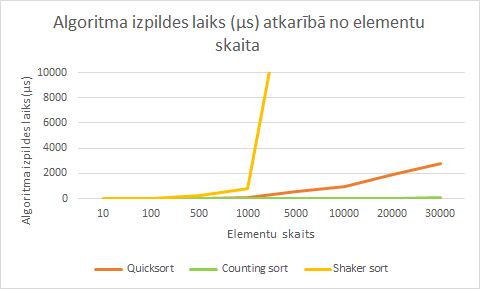 Algoritma izpildes laiks (µs) atkarībā no elementu
skaita
Algoritma izpildes laiks (µs)
10000
8000
6000
4000
2000
0
10 100 500 1000 5000 10000 20000 30000
Elementu skaits
Quicksort Counting sort Shaker sort